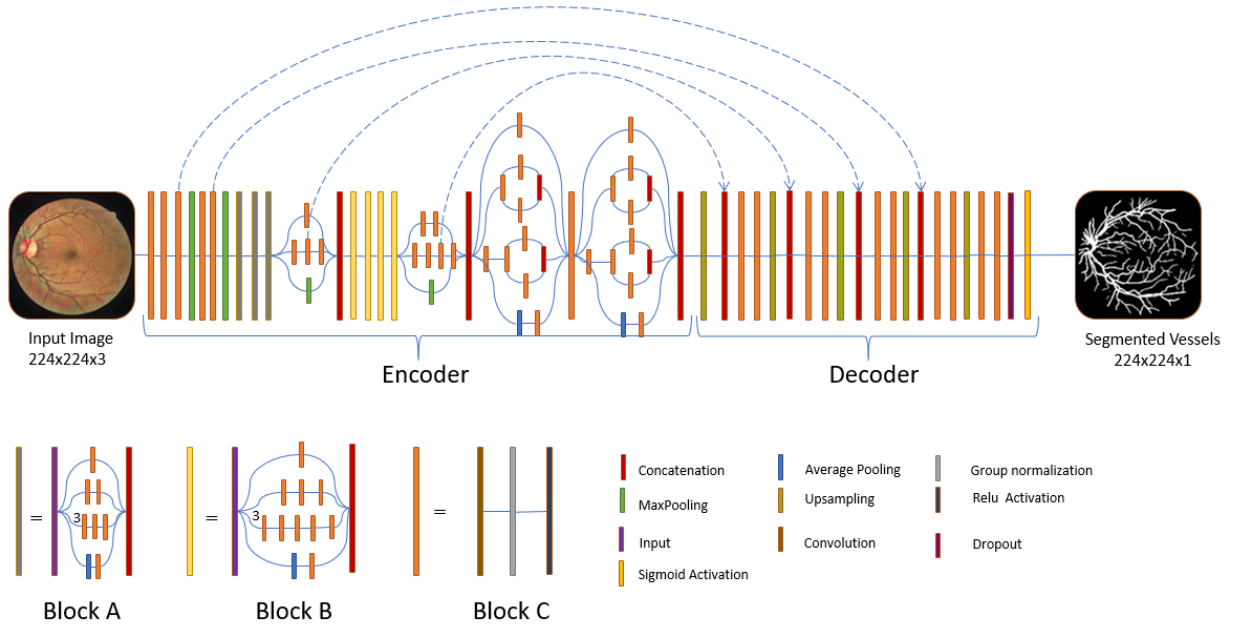 Input Image
224x224x3
Encoder
Decoder
Segmented Vessels
224x224x1
=
3
=
3
=
Block A
Block B
Block C
Concatenation
MaxPooling
Input
Sigmoid Activation
Average Pooling
Upsampling
Convolution
Group normalization
Relu Activation
Dropout